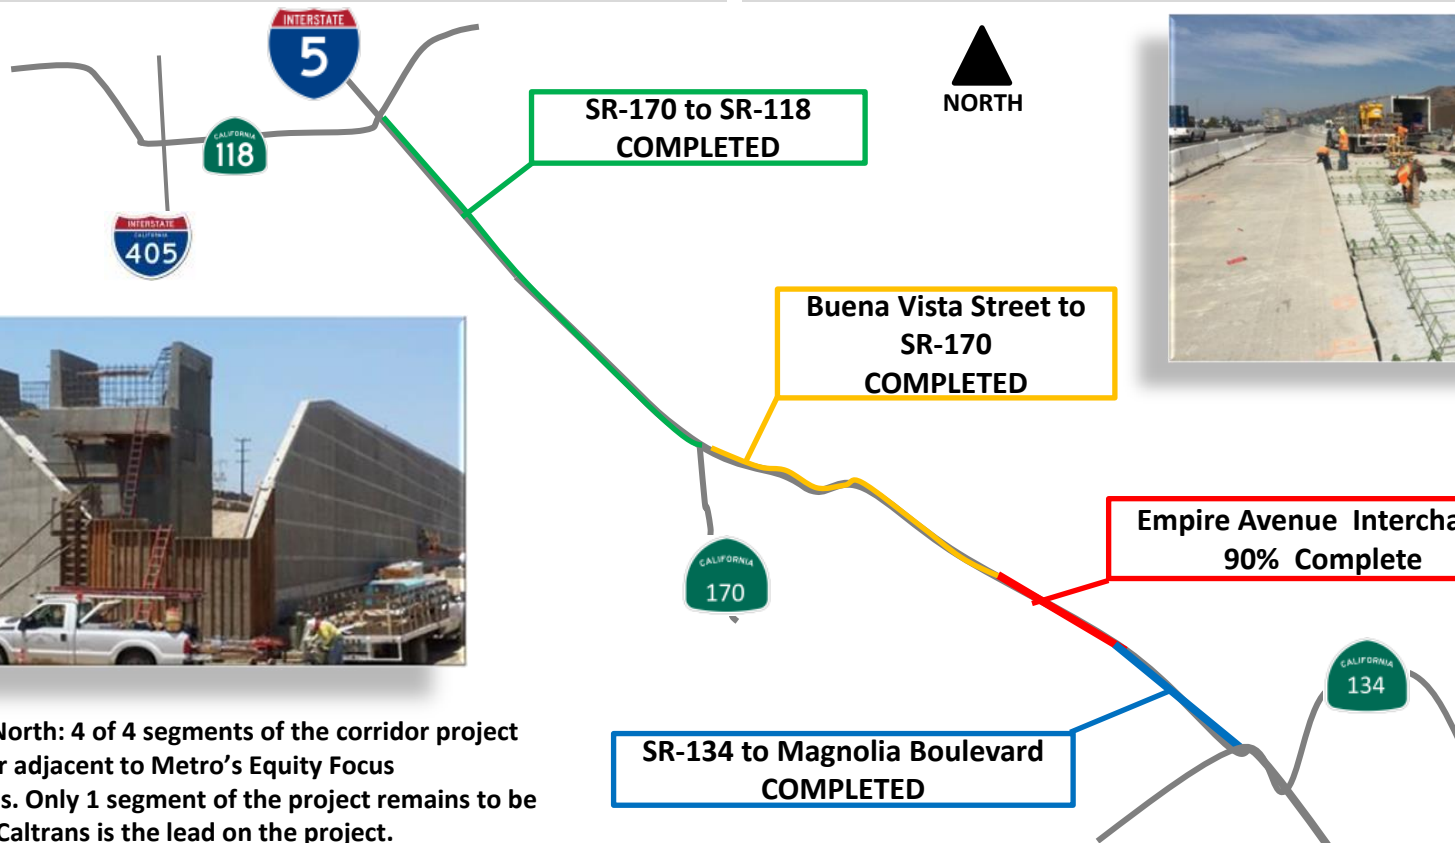 INTERSTATE
5
NORTH
SR-170 to SR-118
COMPLETED
CALIFORNIA
118
INTERSTATE
CALIFORNIA
405
Buena Vista Street to
SR-170
COMPLETED
Empire Avenue Intercha
90% Complete
CALIFORNIA
170
CALIFORNIA
134
SR-134 to Magnolia Boulevard
COMPLETED
North: 4 of 4 segments of the corridor project
r adjacent to Metro's Equity Focus
s. Only 1 segment of the project remains to be
Caltrans is the lead on the project.